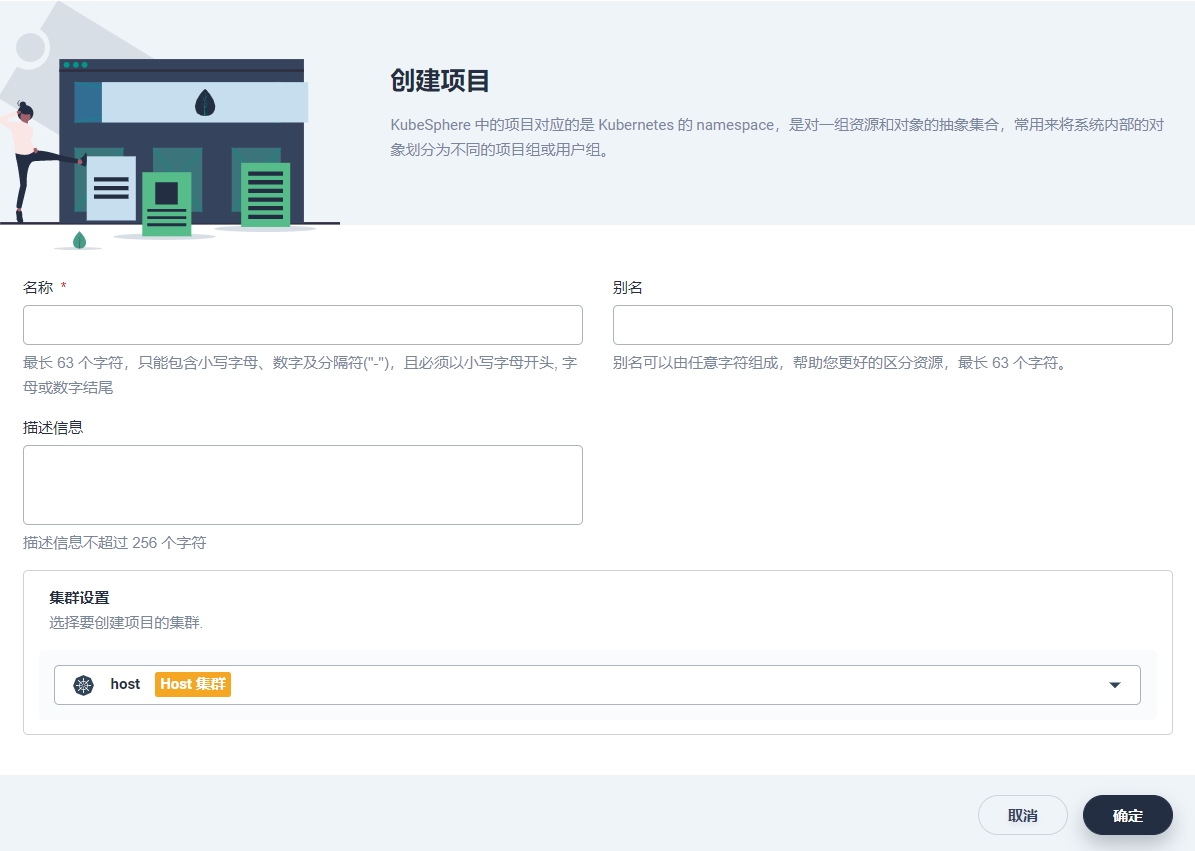 创建项目
KubeSphere 中的项目对应的是 Kubernetes 的 namespace，是对一组资源和对象的抽象集合，常用来将系统内部的对
象划分为不同的项目组或用户组。
名称 *
别名
最长 63 个字符，只能包含小写字母、数字及分隔符("-")，且必须以小写字母开头, 字
母或数字结尾
别名可以由任意字符组成，帮助您更好的区分资源，最长 63 个字符。
描述信息
描述信息不超过 256 个字符
集群设置
选择要创建项目的集群.
host Host 集群
取消 确定